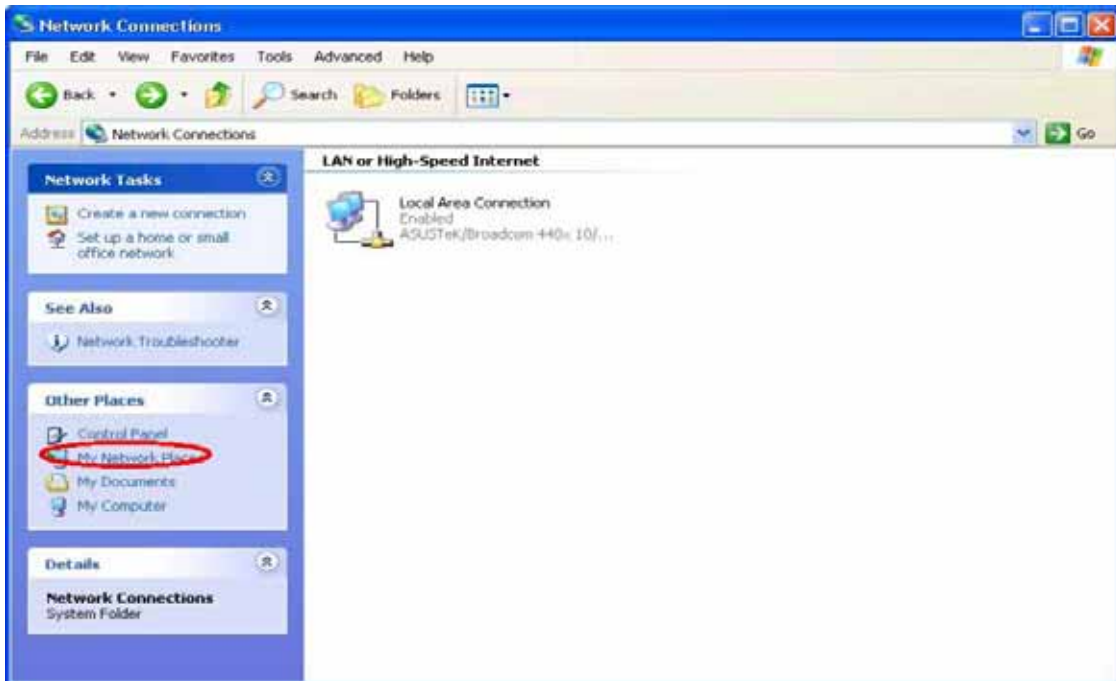 Network Connections
File Edit View Favorites Tools Advanced Help
Back Search Folders
Address Network Connections Go
Network Tasks
Create a new connection
Set up a home or small
office network
See Also
Network Troubleshooter
Other Places
Control Panel
My Network Places
My Documents
My Computer
Details
Network Connections
System Folder
LAN or High-Speed Internet
Local Area Connection
Enabled
ASUSTeK/Broadcom 440x 10/...